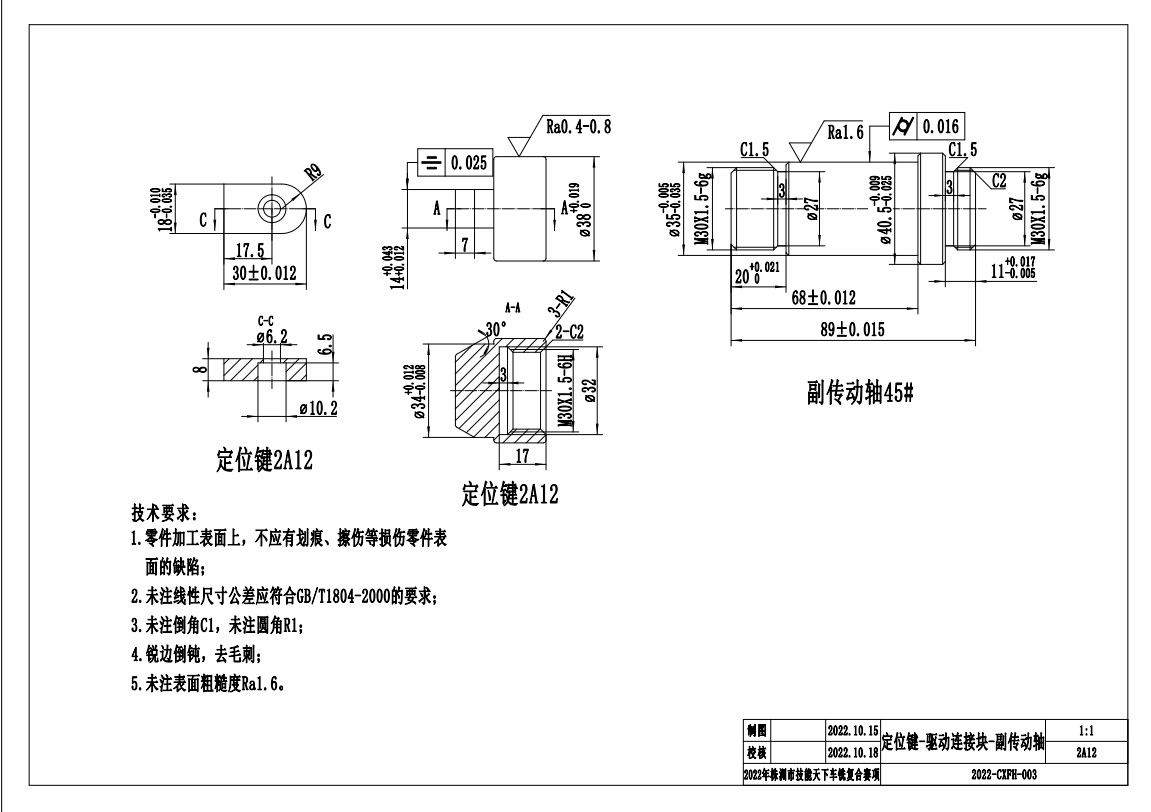 Ra0.4-0.8
0.025
R9
18-0.010
-0.035
C
C
17.5
30±0.012
A
A
7
14+0.043
+0.012
ø38+0.019
0
Ra1.6
0.016
C1.5
C1.5
C2
3
3
ø35-0.005
-0.035
M30X1.5-6g
ø27
ø40.5-0.009
-0.025
ø27
M30X1.5-6g
20+0.021
0
11+0.017
-0.005
68±0.012
89±0.015
副传动轴45#
C-C
ø6.2
6.5
8
ø10.2
定位键2A12
A-A
3-R1
30°
2-C2
ø34+0.012
-0.008
3
M30X1.5-6H
ø32
17
定位键2A12
技术要求:
1.零件加工表面上，不应有划痕、擦伤等损伤零件表
面的缺陷;
2.未注线性尺寸公差应符合GB/T1804-2000的要求;
3.未注倒角C1，未注圆角R1;
4.锐边倒钝，去毛刺;
5.未注表面粗糙度Ra1.6。
制图 2022.10.15 定位键-驱动连接块-副传动轴 1:1
校核 2022.10.18 2A12
2022年株洲市技能天下车铣复合赛项 2022-CXFH-003